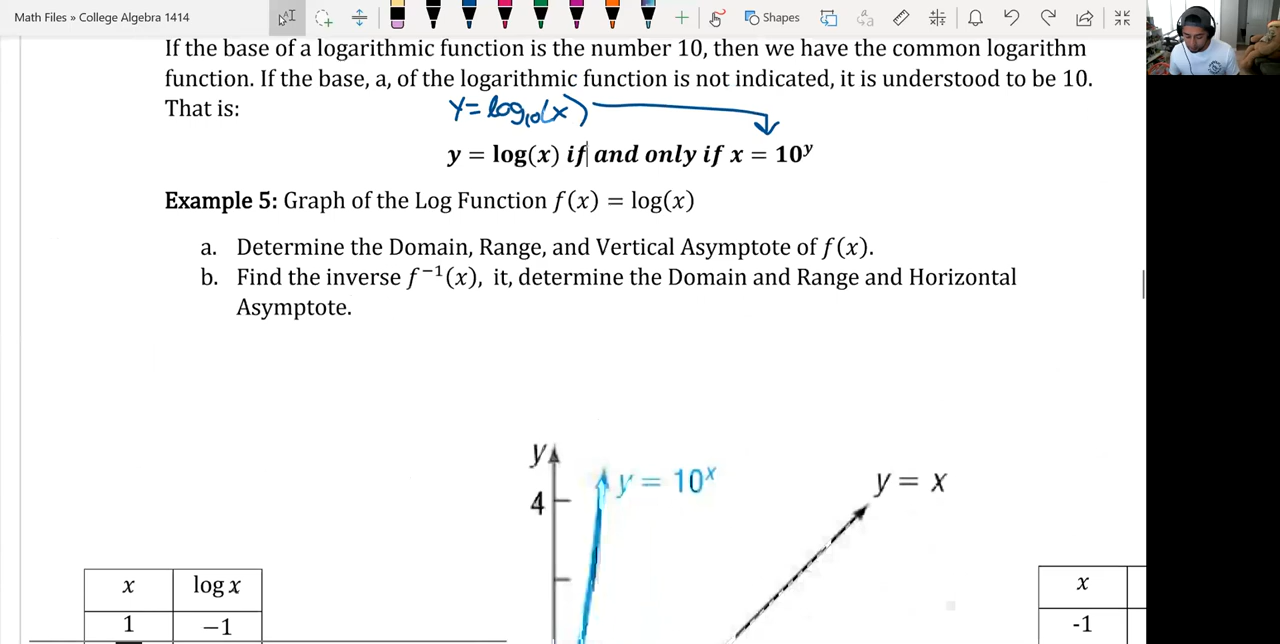 Math Files » College Algebra 1414
Shapes
If the base of a logarithmic function is the number 10, then we have the common logarithm
function. If the base, a, of the logarithmic function is not indicated, it is understood to be 10.
That is:
y = log₁₀(x)
y = log(x) if and only if x = 10ʸ
Example 5: Graph of the Log Function f(x) = log(x)
a. Determine the Domain, Range, and Vertical Asymptote of f(x).
b. Find the inverse f⁻¹(x), it, determine the Domain and Range and Horizontal
Asymptote.
y
y = 10ˣ
y = x
4
x log x
1 −1
x
-1